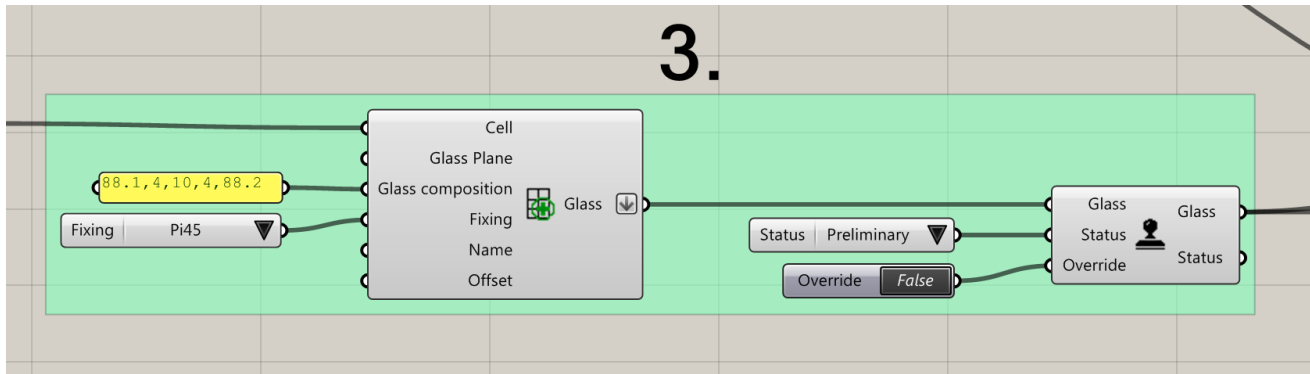 3.
Cell
Glass Plane
Glass composition
Fixing
Name
Offset
Glass
88.1,4,10,4,88.2
Fixing Pi45
Status Preliminary
Override False
Glass
Status
Override
Glass
Status